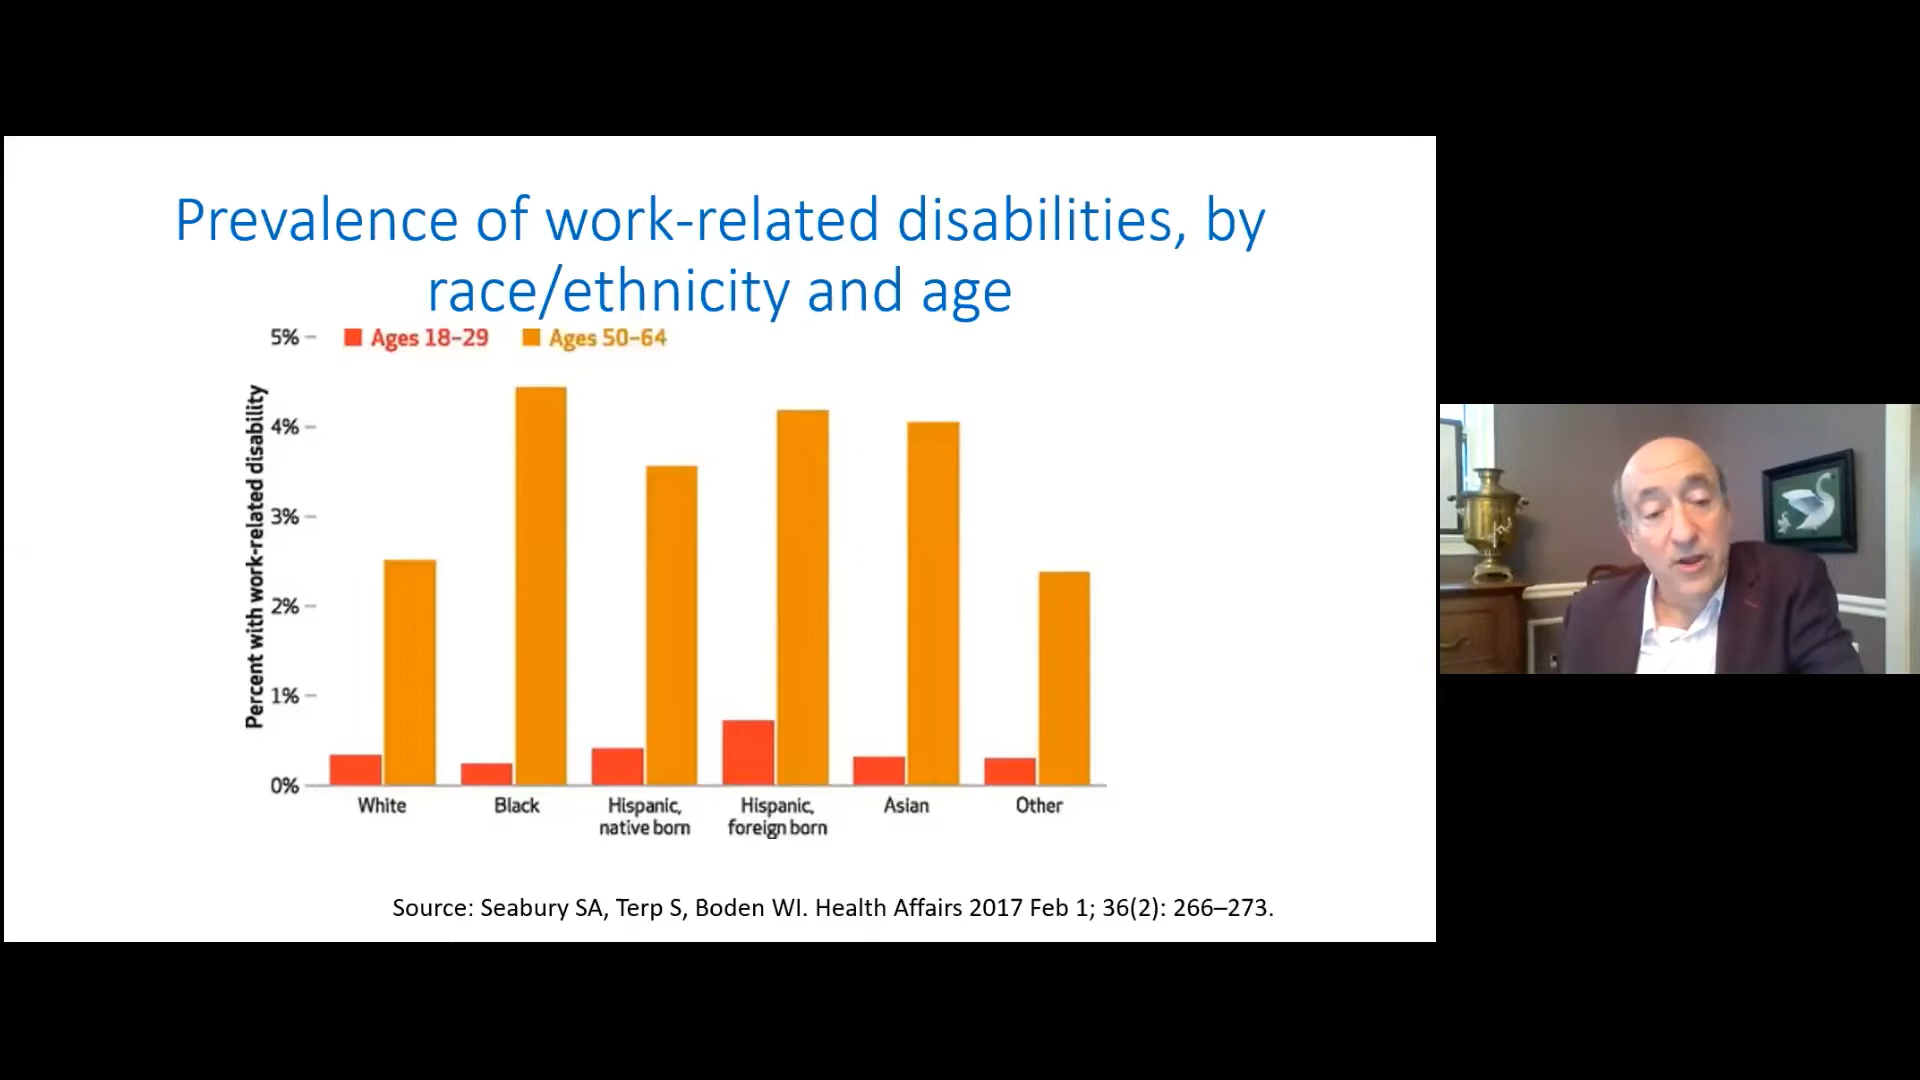 Prevalence of work-related disabilities, by
race/ethnicity and age
5%
Ages 18–29
Ages 50–64
Percent with work-related disability
4%
3%
2%
1%
0%
White
Black
Hispanic,
native born
Hispanic,
foreign born
Asian
Other
Source: Seabury SA, Terp S, Boden WI. Health Affairs 2017 Feb 1; 36(2): 266–273.